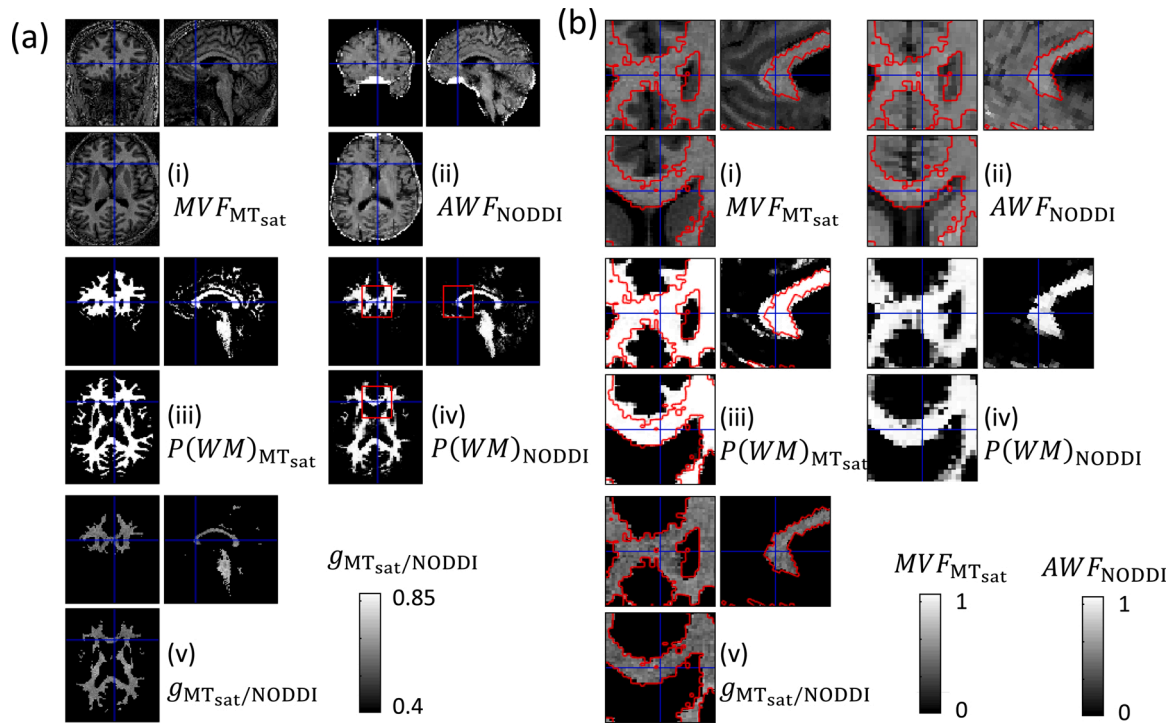 (a)
(i)
MVF_MTsat
(ii)
AWF_NODDI
(iii)
P(WM)_MTsat
(iv)
P(WM)_NODDI
(v)
g_MTsat/NODDI
g_MTsat/NODDI
0.85
0.4
(b)
(i)
MVF_MTsat
(ii)
AWF_NODDI
(iii)
P(WM)_MTsat
(iv)
P(WM)_NODDI
(v)
g_MTsat/NODDI
MVF_MTsat
1
0
AWF_NODDI
1
0